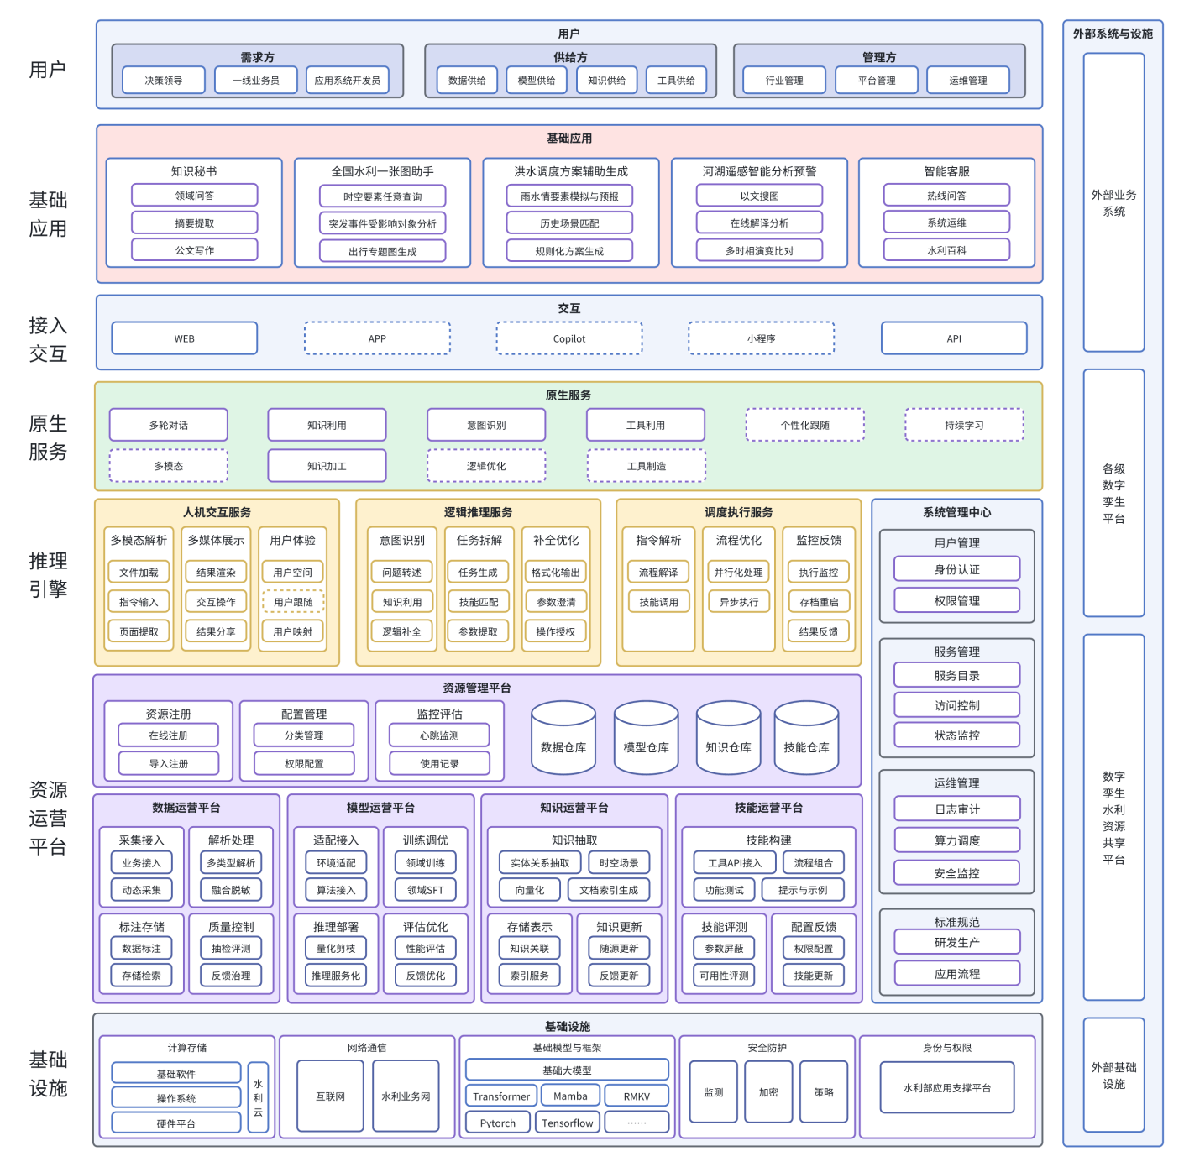 用户
用户
需求方
决策领导
一线业务员
应用系统开发员
供给方
数据供给
模型供给
知识供给
工具供给
管理方
行业管理
平台管理
运维管理
基础
应用
基础应用
知识秘书
领域问答
摘要提取
公文写作
全国水利一张图助手
时空要素任意查询
突发事件受影响对象分析
出行专题图生成
洪水调度方案辅助生成
雨水情要素模拟与预报
历史场景匹配
规则化方案生成
河湖遥感智能分析预警
以文搜图
在线解译分析
多时相演变比对
智能客服
热线问答
系统运维
水利百科
接入
交互
交互
WEB
APP
Copilot
小程序
API
原生
服务
原生服务
多轮对话
知识利用
意图识别
工具利用
个性化跟随
持续学习
多模态
知识加工
逻辑优化
工具制造
推理
引擎
人机交互服务
多模态解析
文件加载
指令输入
页面提取
多媒体展示
结果渲染
交互操作
结果分享
用户体验
用户空间
用户跟随
用户映射
逻辑推理服务
意图识别
问题转述
知识利用
逻辑补全
任务拆解
任务生成
技能匹配
参数提取
补全优化
格式化输出
参数澄清
操作授权
调度执行服务
指令解析
流程解译
技能调用
流程优化
并行化处理
异步执行
监控反馈
执行监控
存档重启
结果反馈
系统管理中心
用户管理
身份认证
权限管理
服务管理
服务目录
访问控制
状态监控
运维管理
日志审计
算力调度
安全监控
标准规范
研发生产
应用流程
资源
运营
平台
资源管理平台
资源注册
在线注册
导入注册
配置管理
分类管理
权限配置
监控评估
心跳监测
使用记录
数据仓库
模型仓库
知识仓库
技能仓库
数据运营平台
采集接入
业务接入
动态采集
解析处理
多类型解析
融合脱敏
标注存储
数据标注
存储检索
质量控制
抽检评测
反馈治理
模型运营平台
适配接入
环境适配
算法接入
训练调优
领域训练
领域SFT
推理部署
量化剪枝
推理服务化
评估优化
性能评估
反馈优化
知识运营平台
知识抽取
实体关系抽取
时空场景
向量化
文档索引生成
存储表示
知识关联
索引服务
知识更新
随源更新
反馈更新
技能运营平台
技能构建
工具API接入
流程组合
功能测试
提示与示例
技能评测
参数屏蔽
可用性评测
配置反馈
权限配置
技能更新
基础
设施
基础设施
计算存储
基础软件
操作系统
硬件平台
水
利
云
网络通信
互联网
水利业务网
基础模型与框架
基础大模型
Transformer
Mamba
RMKV
Pytorch
Tensorflow
······
安全防护
监测
加密
策略
身份与权限
水利部应用支撑平台
外部系统与设施
外部业务
系统
各级
数字
孪生
平台
数字
孪生
水利
资源
共享
平台
外部基础
设施